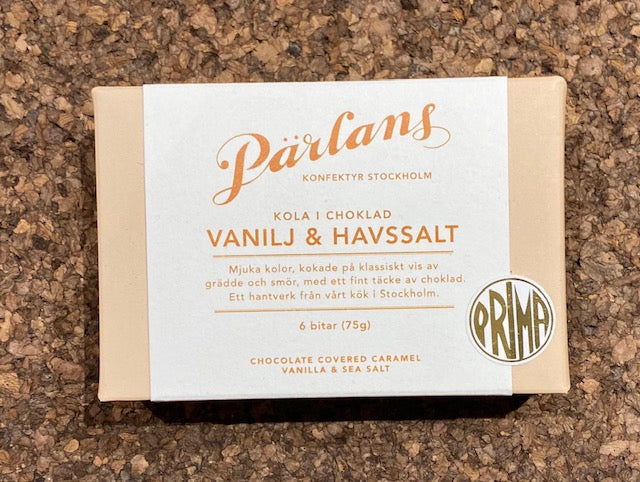 Pärlans
KONFEKTYR STOCKHOLM
KOLA I CHOKLAD
VANILJ & HAVSSALT
Mjuka kolor, kokade på klassiskt vis av
grädde och smör, med ett fint täcke av choklad.
Ett hantverk från vårt kök i Stockholm.
6 bitar (75g)
PRIMA
CHOCOLATE COVERED CARAMEL
VANILLA & SEA SALT